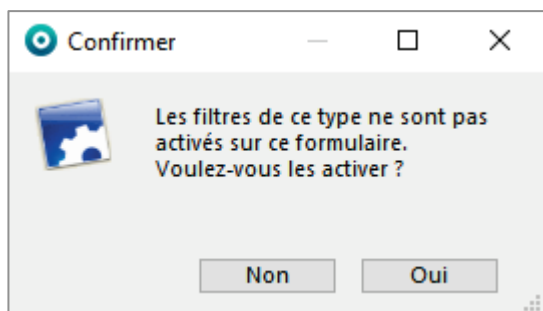 Confirmer
Les filtres de ce type ne sont pas
activés sur ce formulaire.
Voulez-vous les activer ?
Non
Oui